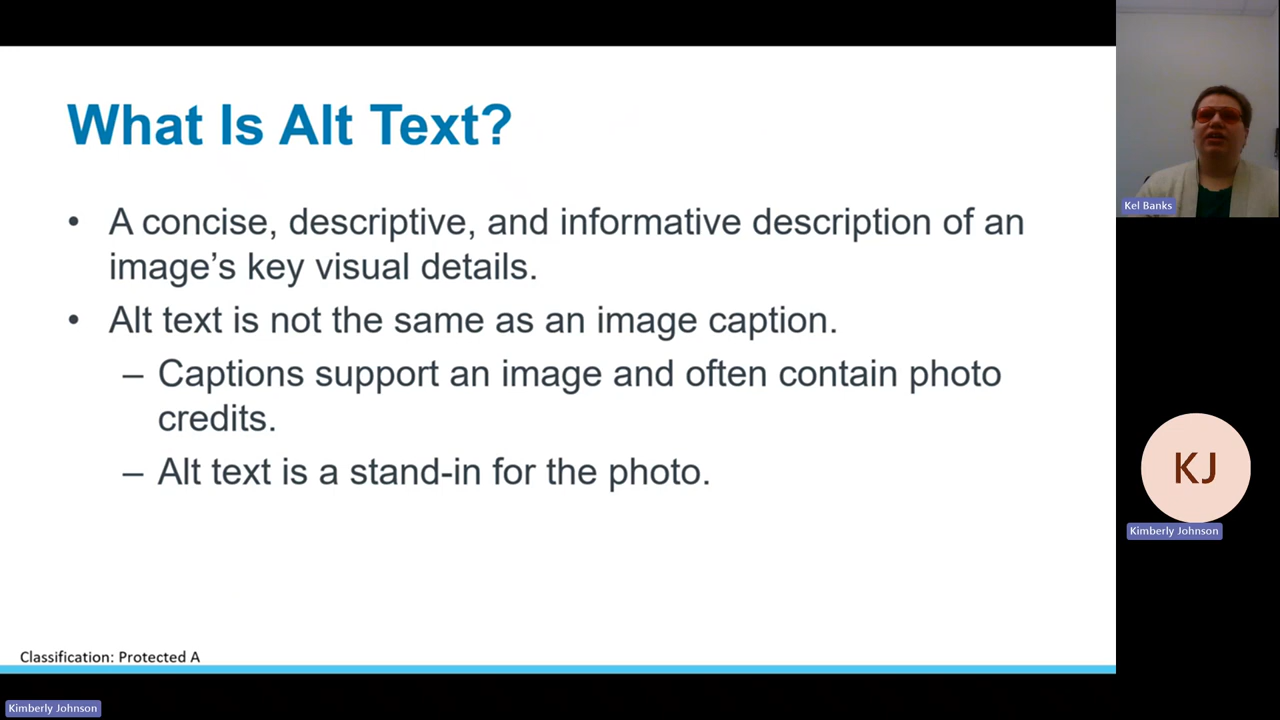 What Is Alt Text?
• A concise, descriptive, and informative description of an
image’s key visual details.
• Alt text is not the same as an image caption.
– Captions support an image and often contain photo
credits.
– Alt text is a stand-in for the photo.
Classification: Protected A
Kel Banks
KJ
Kimberly Johnson
Kimberly Johnson